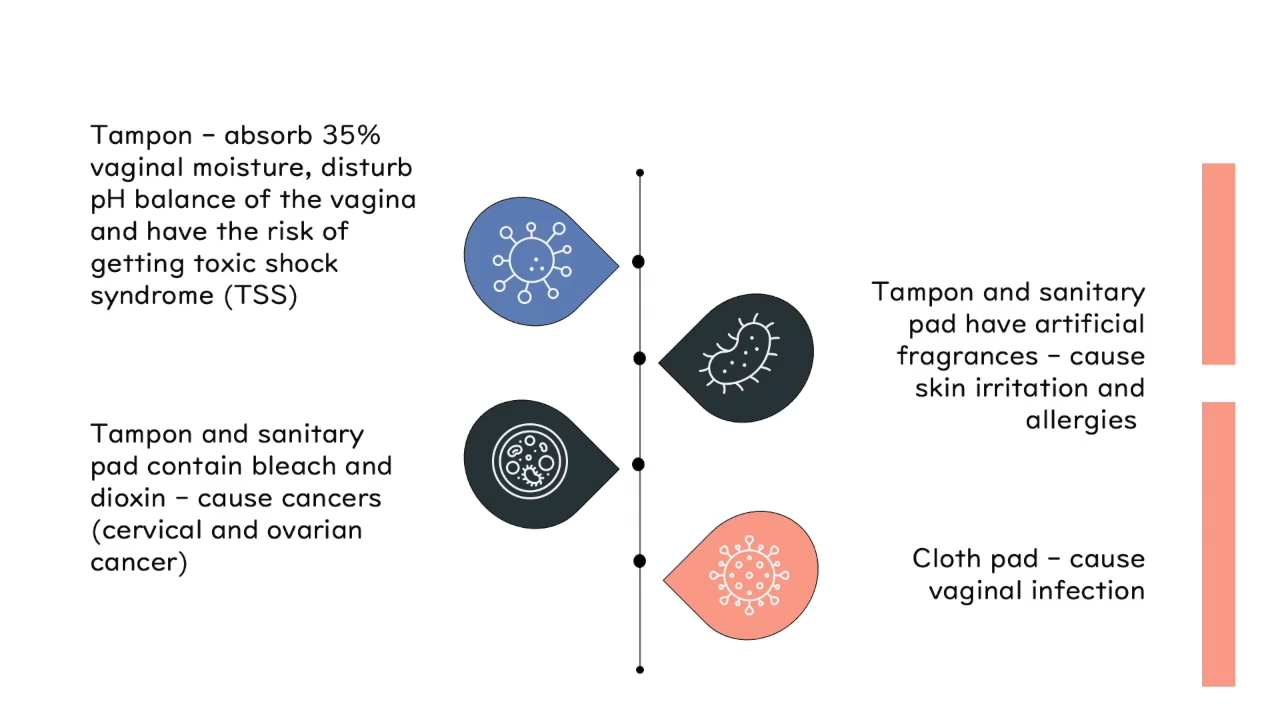 Tampon – absorb 35%
vaginal moisture, disturb
pH balance of the vagina
and have the risk of
getting toxic shock
syndrome (TSS)
Tampon and sanitary
pad have artificial
fragrances – cause
skin irritation and
allergies
Tampon and sanitary
pad contain bleach and
dioxin – cause cancers
(cervical and ovarian
cancer)
Cloth pad – cause
vaginal infection